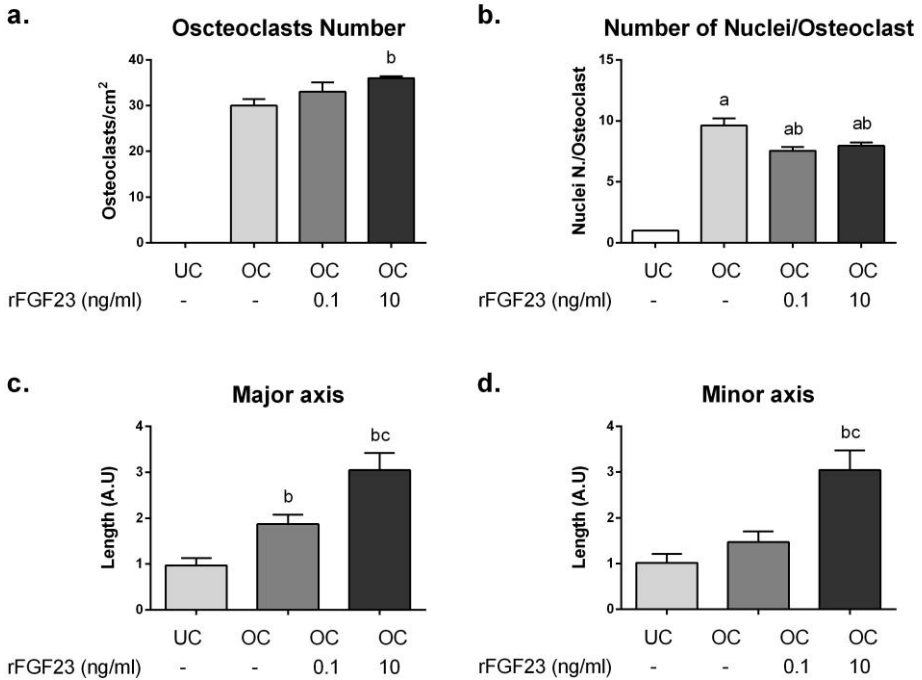 a.
Oscteoclasts Number
Osteoclasts/cm²
40
30
20
10
0
b
UC OC OC OC
rFGF23 (ng/ml) - - 0.1 10
b.
Number of Nuclei/Osteoclast
Nuclei N./Osteoclast
15
10
5
0
a
ab
ab
UC OC OC OC
rFGF23 (ng/ml) - - 0.1 10
c.
Major axis
Length (A.U)
4
3
2
1
0
b
bc
UC OC OC OC
rFGF23 (ng/ml) - - 0.1 10
d.
Minor axis
Length (A.U)
4
3
2
1
0
bc
UC OC OC OC
rFGF23 (ng/ml) - - 0.1 10